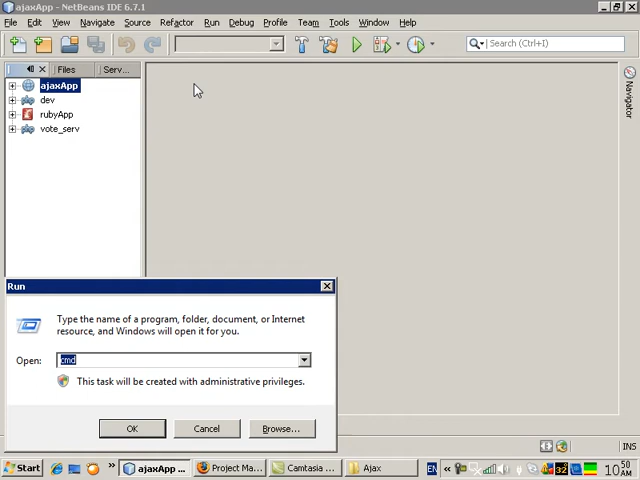 ajaxApp - NetBeans IDE 6.7.1
File Edit View Navigate Source Refactor Run Debug Profile Team Tools Window Help
Search (Ctrl+I)
Files Serv...
Navigator
ajaxApp
dev
rubyApp
vote_serv
Run
Type the name of a program, folder, document, or Internet
resource, and Windows will open it for you.
Open: cmd
This task will be created with administrative privileges.
OK Cancel Browse...
INS
Start » ajaxApp ... Project Ma... Camtasia ... Ajax EN « 32 10 50 AM